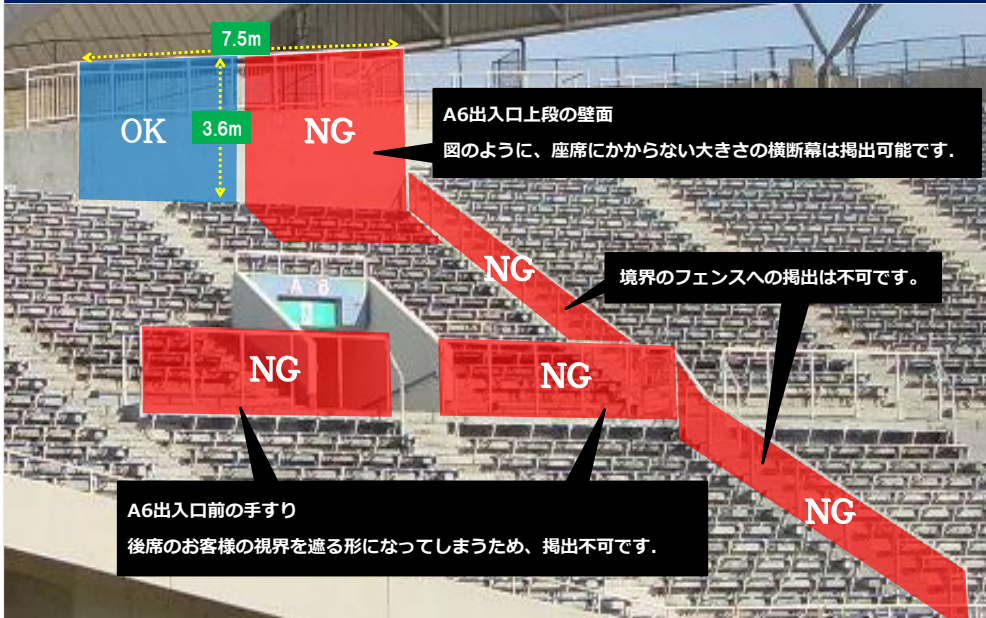 7.5m
OK
3.6m
NG
A6出入口上段の壁面
図のように、座席にかからない大きさの横断幕は掲出可能です.
NG
境界のフェンスへの掲出は不可です。
A 6
NG
NG
A6出入口前の手すり
後席のお客様の視界を遮る形になってしまうため、掲出不可です.
NG